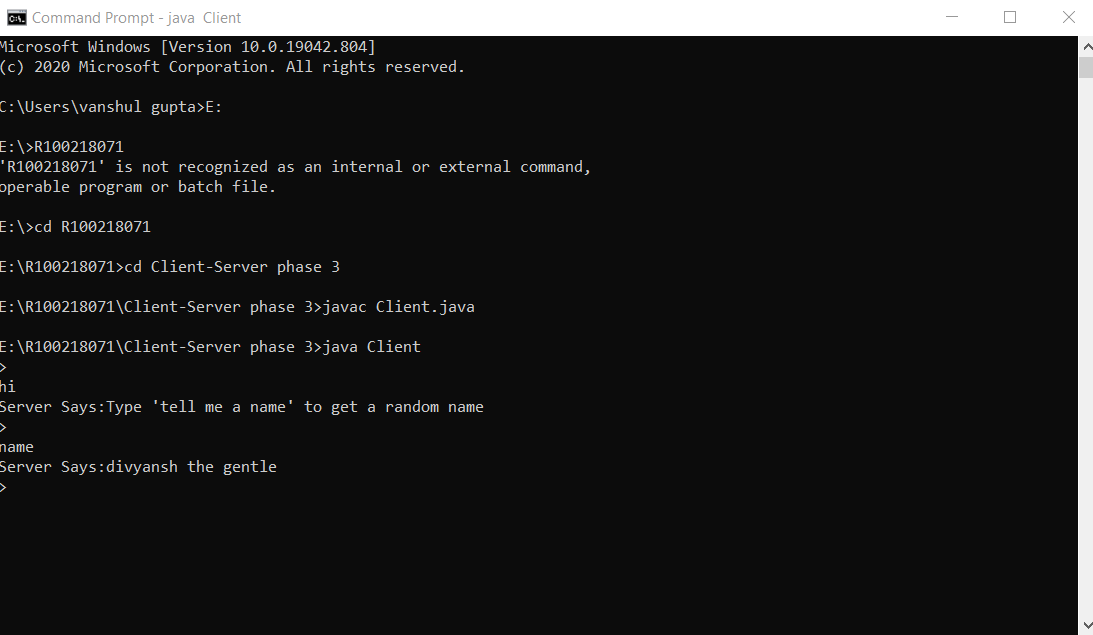 Command Prompt - java  Client
Microsoft Windows [Version 10.0.19042.804]
(c) 2020 Microsoft Corporation. All rights reserved.
C:\Users\vanshul gupta>E:
E:\>R100218071
'R100218071' is not recognized as an internal or external command,
operable program or batch file.
E:\>cd R100218071
E:\R100218071>cd Client-Server phase 3
E:\R100218071\Client-Server phase 3>javac Client.java
E:\R100218071\Client-Server phase 3>java Client
>
hi
Server Says:Type 'tell me a name' to get a random name
>
name
Server Says:divyansh the gentle
>